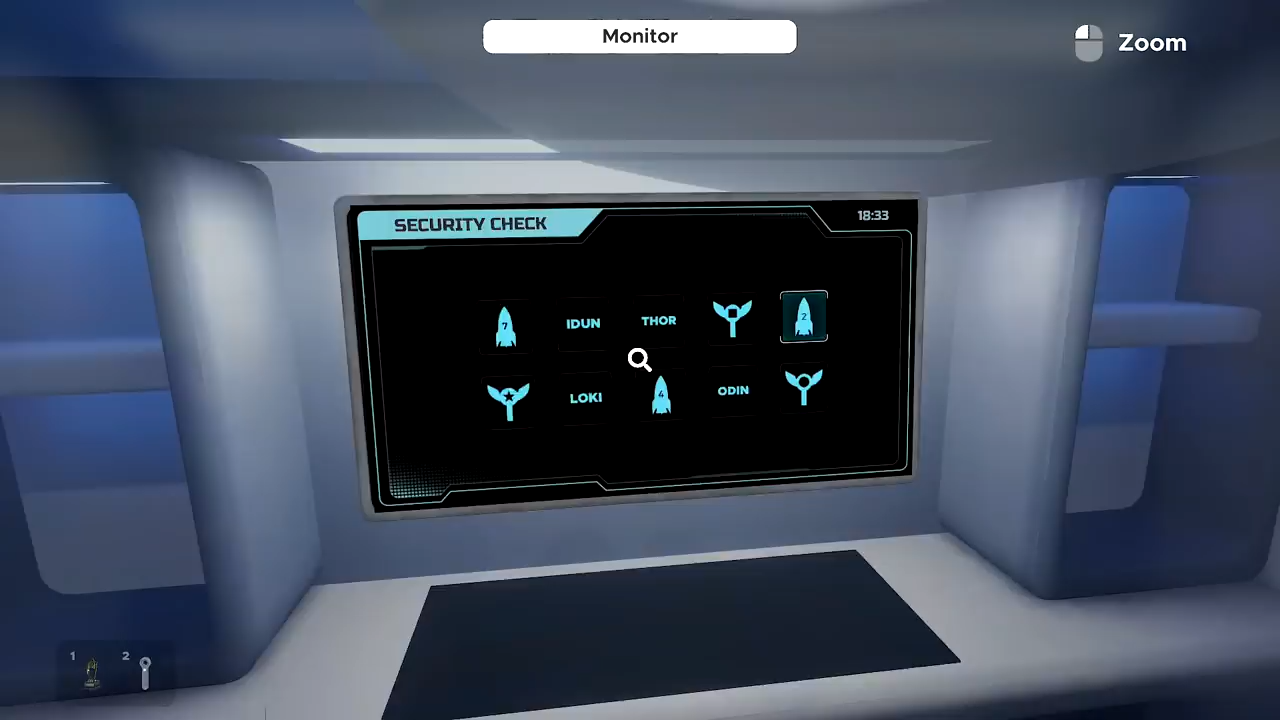 Monitor
Zoom
SECURITY CHECK
18:33
7 IDUN THOR 2
LOKI 4 ODIN
1 2